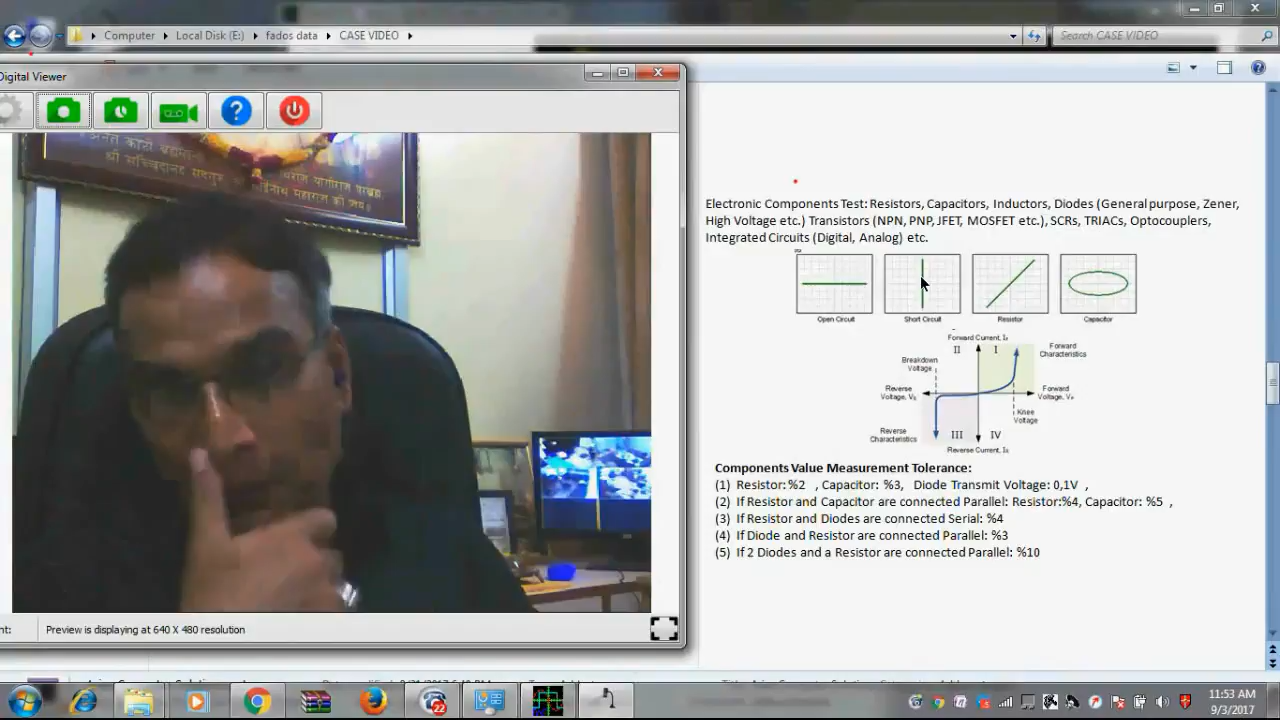 Computer
Local Disk (E:)
fados data
CASE VIDEO
Search CASE VIDEO
Digital Viewer
श्री सच्चिदानंद सदगुरु
महाराज की जय
Electronic Components Test: Resistors, Capacitors, Inductors, Diodes (General purpose, Zener,
High Voltage etc.) Transistors (NPN, PNP, JFET, MOSFET etc.), SCRs, TRIACs, Optocouplers,
Integrated Circuits (Digital, Analog) etc.
Open Circuit
Short Circuit
Resistor
Capacitor
Forward Current, IF
II
I
Forward
Characteristics
Breakdown
Voltage
Reverse
Voltage, VR
Forward
Voltage, VF
Knee
Voltage
Reverse
Characteristics
III
IV
Reverse Current, IR
Components Value Measurement Tolerance:
(1) Resistor: %2 , Capacitor: %3, Diode Transmit Voltage: 0,1V ,
(2) If Resistor and Capacitor are connected Parallel: Resistor:%4, Capacitor: %5 ,
(3) If Resistor and Diodes are connected Serial: %4
(4) If Diode and Resistor are connected Parallel: %3
(5) If 2 Diodes and a Resistor are connected Parallel: %10
nt:
Preview is displaying at 640 X 480 resolution
22
11:53 AM
9/3/2017